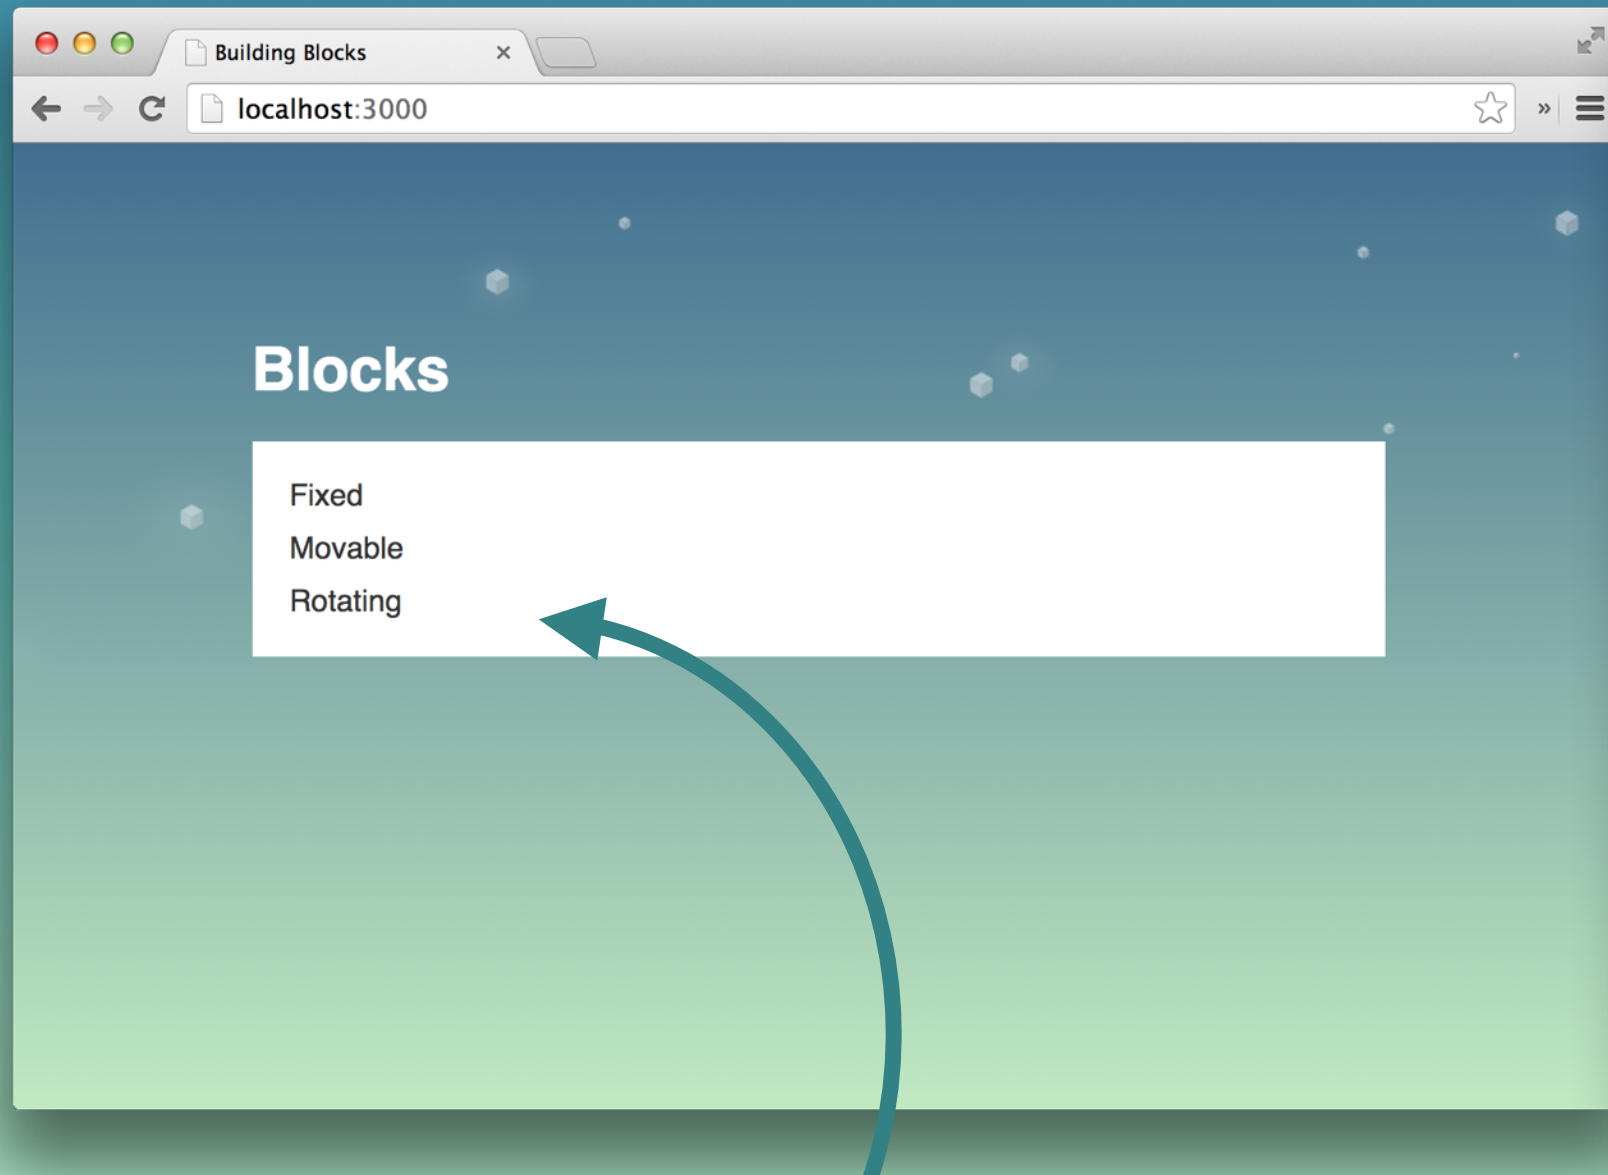 Building Blocks
localhost:3000
Blocks
Fixed
Movable
Rotating